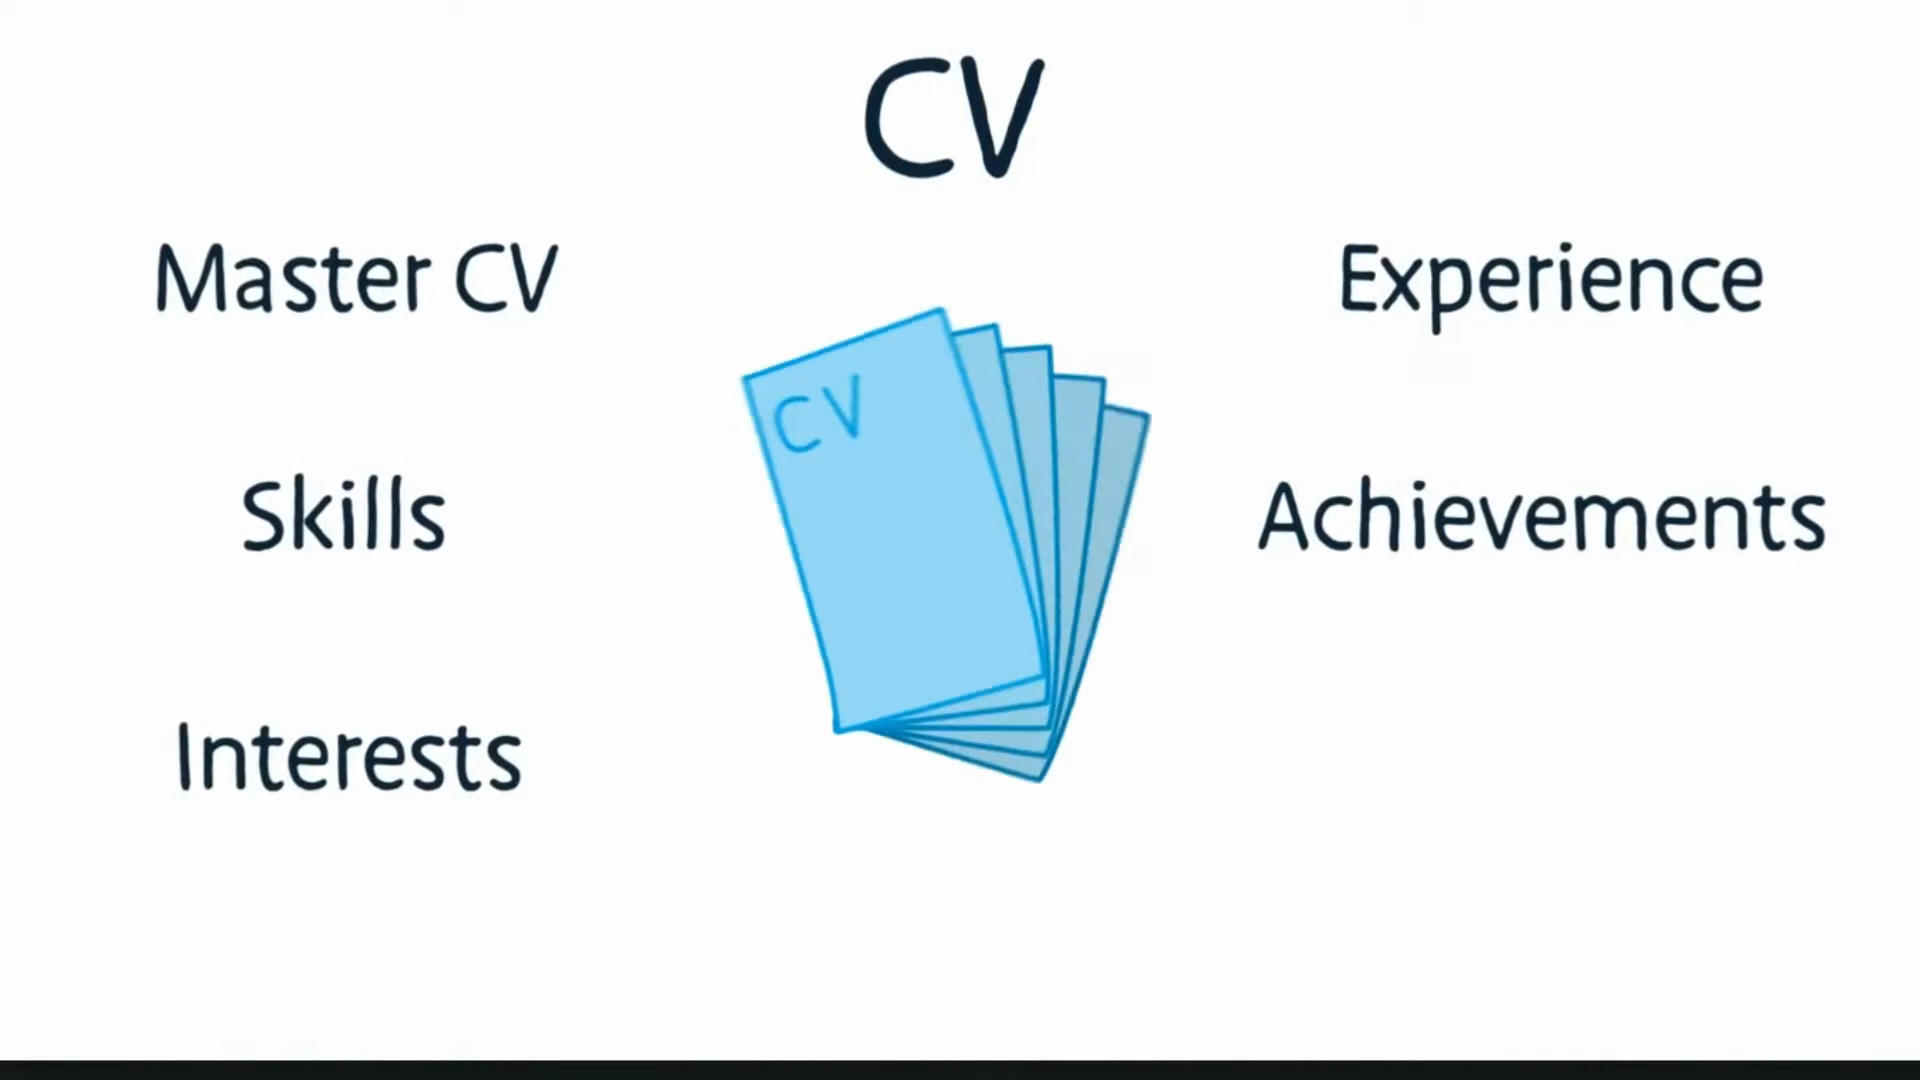 CV
Master CV
Experience
CV
Skills
Achievements
Interests